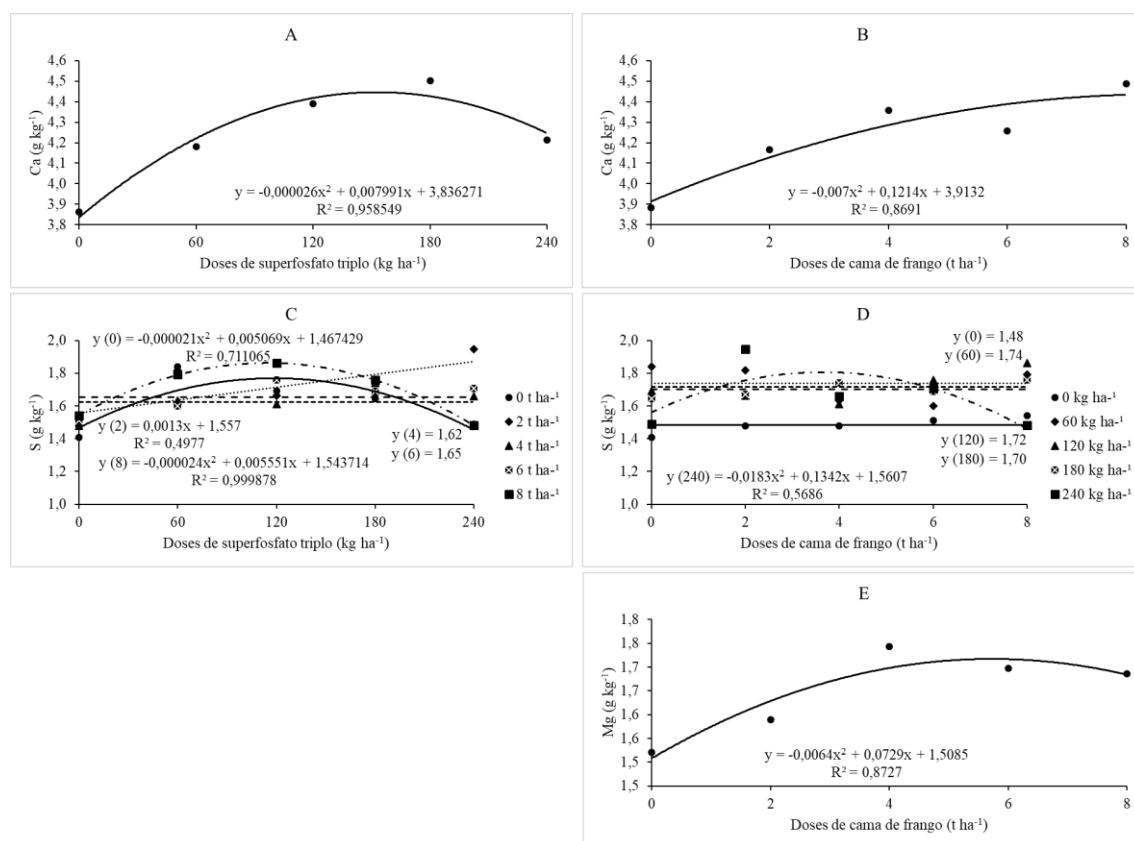 A
4,6
4,5
4,4
4,3
4,2
4,1
4,0
3,9
3,8
Ca (g kg⁻¹)
y = -0,000026x² + 0,007991x + 3,836271
R² = 0,958549
0 60 120 180 240
Doses de superfosfato triplo (kg ha⁻¹)
B
4,6
4,5
4,4
4,3
4,2
4,1
4,0
3,9
3,8
Ca (g kg⁻¹)
y = -0,007x² + 0,1214x + 3,9132
R² = 0,8691
0 2 4 6 8
Doses de cama de frango (t ha⁻¹)
C
2,0
1,8
1,6
1,4
1,2
1,0
S (g kg⁻¹)
y (0) = -0,000021x² + 0,005069x + 1,467429
R² = 0,711065
y (2) = 0,0013x + 1,557
R² = 0,4977
y (8) = -0,000024x² + 0,005551x + 1,543714
R² = 0,999878
y (4) = 1,62
y (6) = 1,65
0 t ha-¹
2 t ha-¹
4 t ha-¹
6 t ha-¹
8 t ha-¹
0 60 120 180 240
Doses de superfosfato triplo (kg ha⁻¹)
D
2,0
1,8
1,6
1,4
1,2
1,0
S (g kg⁻¹)
y (0) = 1,48
y (60) = 1,74
y (120) = 1,72
y (180) = 1,70
y (240) = -0,0183x² + 0,1342x + 1,5607
R² = 0,5686
0 kg ha-¹
60 kg ha-¹
120 kg ha-¹
180 kg ha-¹
240 kg ha-¹
0 2 4 6 8
Doses de cama de frango (t ha⁻¹)
E
1,8
1,7
1,7
1,6
1,6
1,5
1,5
Mg (g kg⁻¹)
y = -0,0064x² + 0,0729x + 1,5085
R² = 0,8727
0 2 4 6 8
Doses de cama de frango (t ha⁻¹)